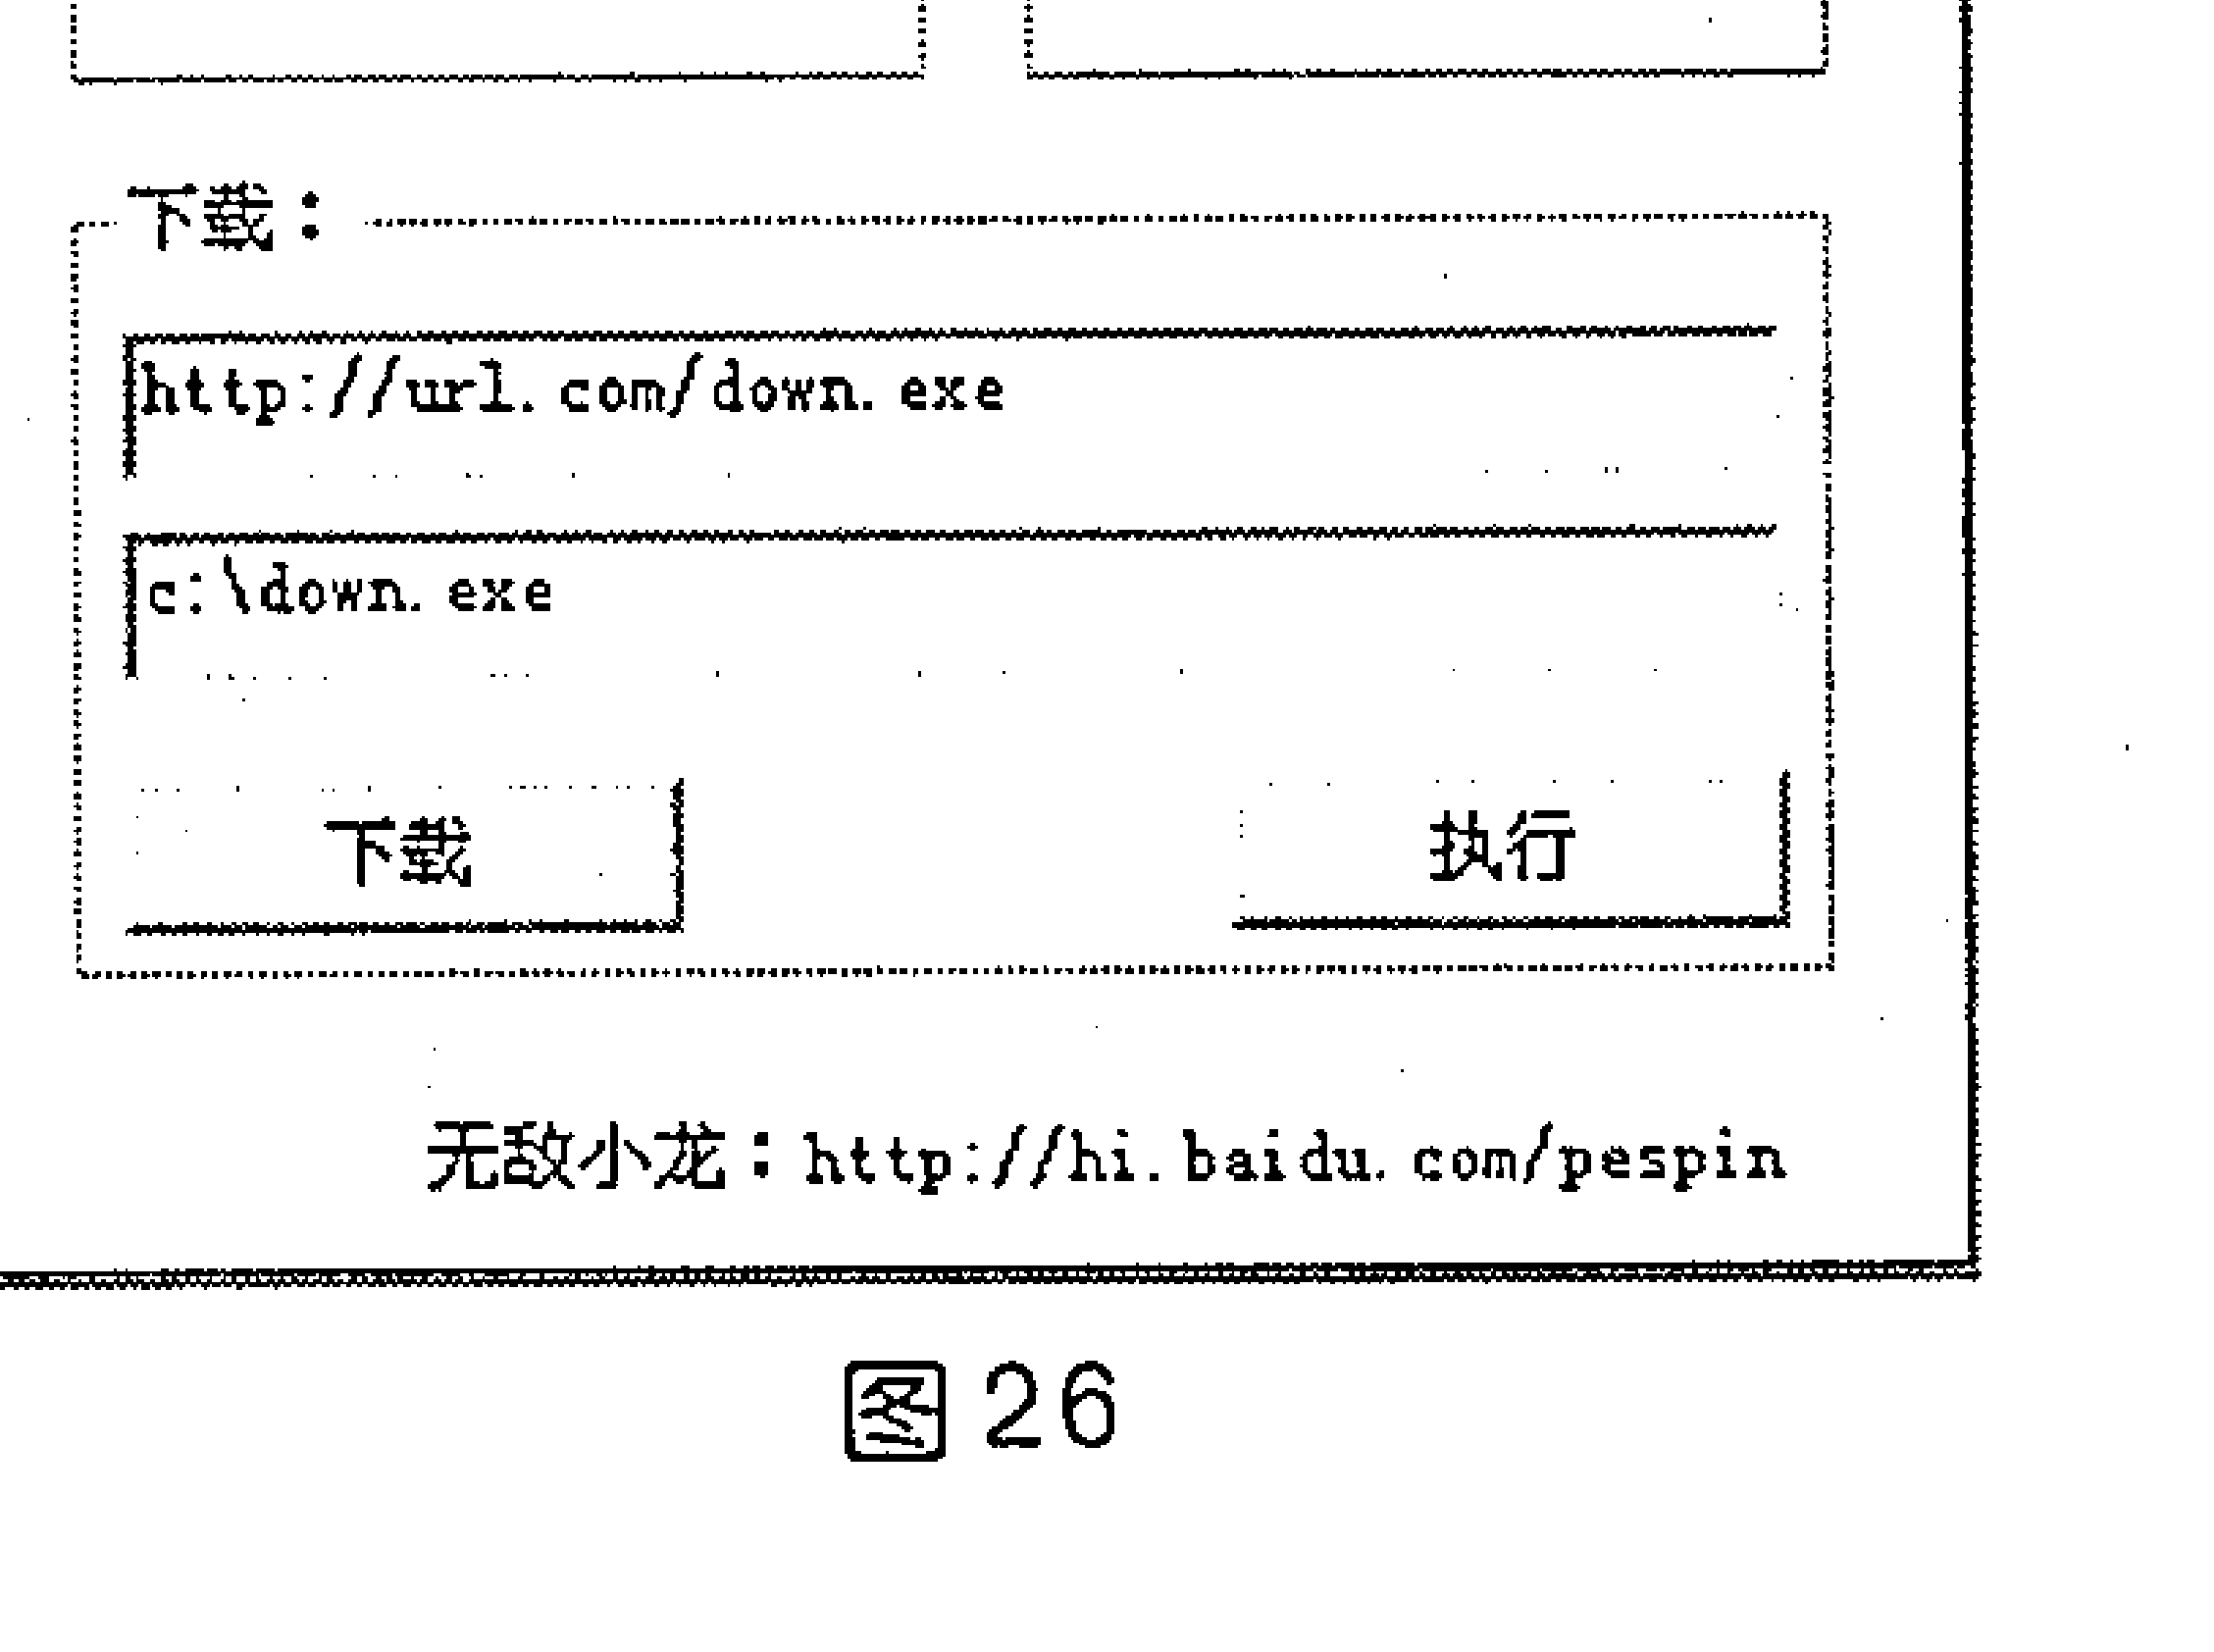 下载：
http://url.com/down.exe
c:\down.exe
下载 执行
无敌小龙：http://hi.baidu.com/pespin
图 26